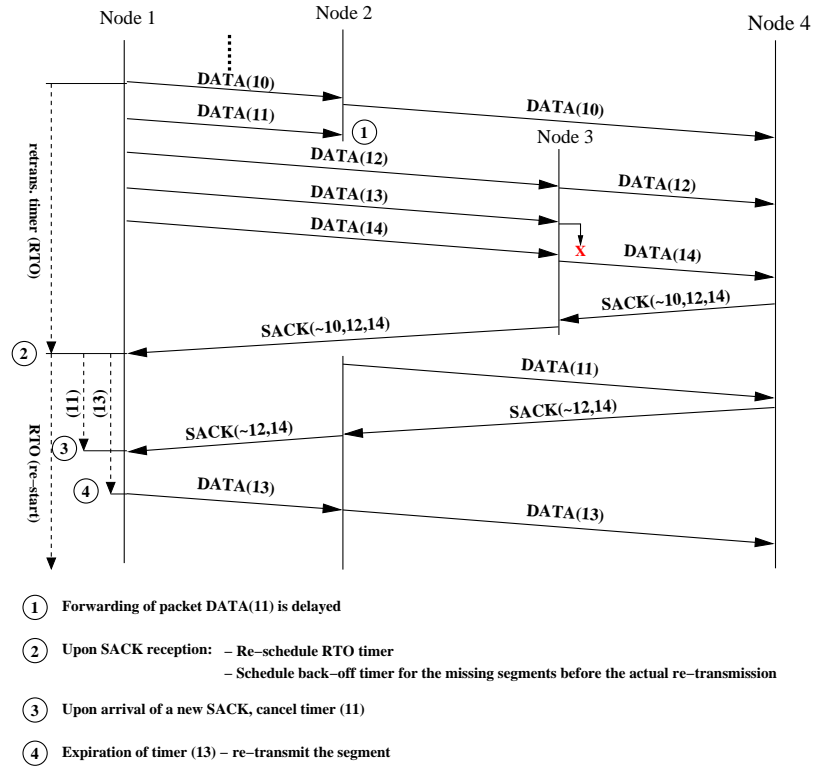 Node 1
Node 2
Node 4
DATA(10)
DATA(10)
DATA(11)
1
Node 3
DATA(12)
DATA(12)
DATA(13)
DATA(14)
X
DATA(14)
retrans. timer (RTO)
SACK(~10,12,14)
SACK(~10,12,14)
2
DATA(11)
(11)
(13)
SACK(~12,14)
SACK(~12,14)
3
RTO (re−start)
4
DATA(13)
DATA(13)
1 Forwarding of packet DATA(11) is delayed
2 Upon SACK reception: − Re−schedule RTO timer
− Schedule back−off timer for the missing segments before the actual re−transmission
3 Upon arrival of a new SACK, cancel timer (11)
4 Expiration of timer (13) − re−transmit the segment